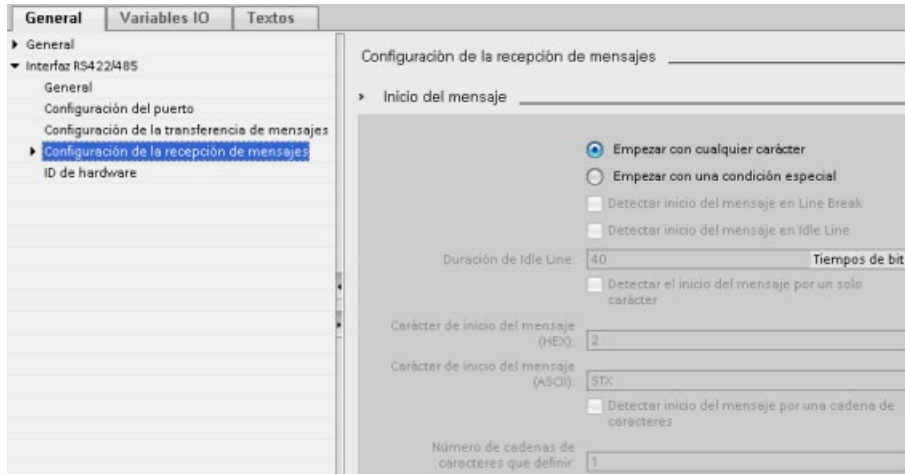 General Variables IO Textos
General
Interfaz RS422/485
General
Configuración del puerto
Configuración de la transferencia de mensajes
Configuración de la recepción de mensajes
ID de hardware
Configuración de la recepción de mensajes
Inicio del mensaje
Empezar con cualquier carácter
Empezar con una condición especial
Detectar inicio del mensaje en Line Break
Detectar inicio del mensaje en Idle Line
Duración de Idle Line: 40 Tiempos de bit
Detectar el inicio del mensaje por un solo
carácter
Carácter de inicio del mensaje
(HEX): 2
Carácter de inicio del mensaje
(ASCII): STX
Detectar inicio del mensaje por una cadena de
caracteres
Número de cadenas de
caracteres que definir: 1